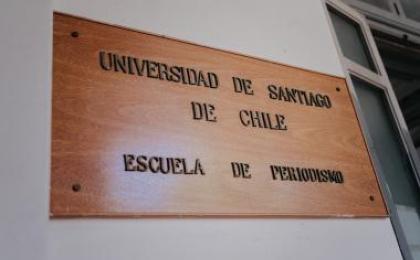 UNIVERSIDAD DE SANTIAGO
DE CHILE
ESCUELA DE PERIODISMO